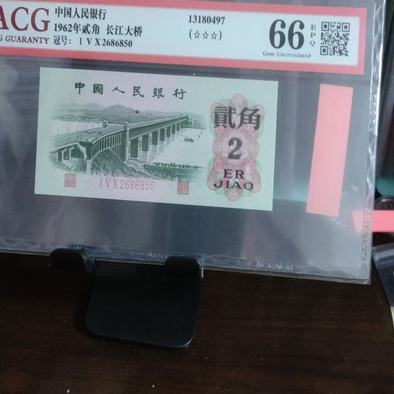 ACG
GUARANTY
中国人民银行
1962年贰角 长江大桥
冠号: I V X 2686850
13180497
(☆☆☆)
66 EPQ
Gem Uncirculated
中國人民銀行
貳角
2
ER
JIAO
I V X 2686850